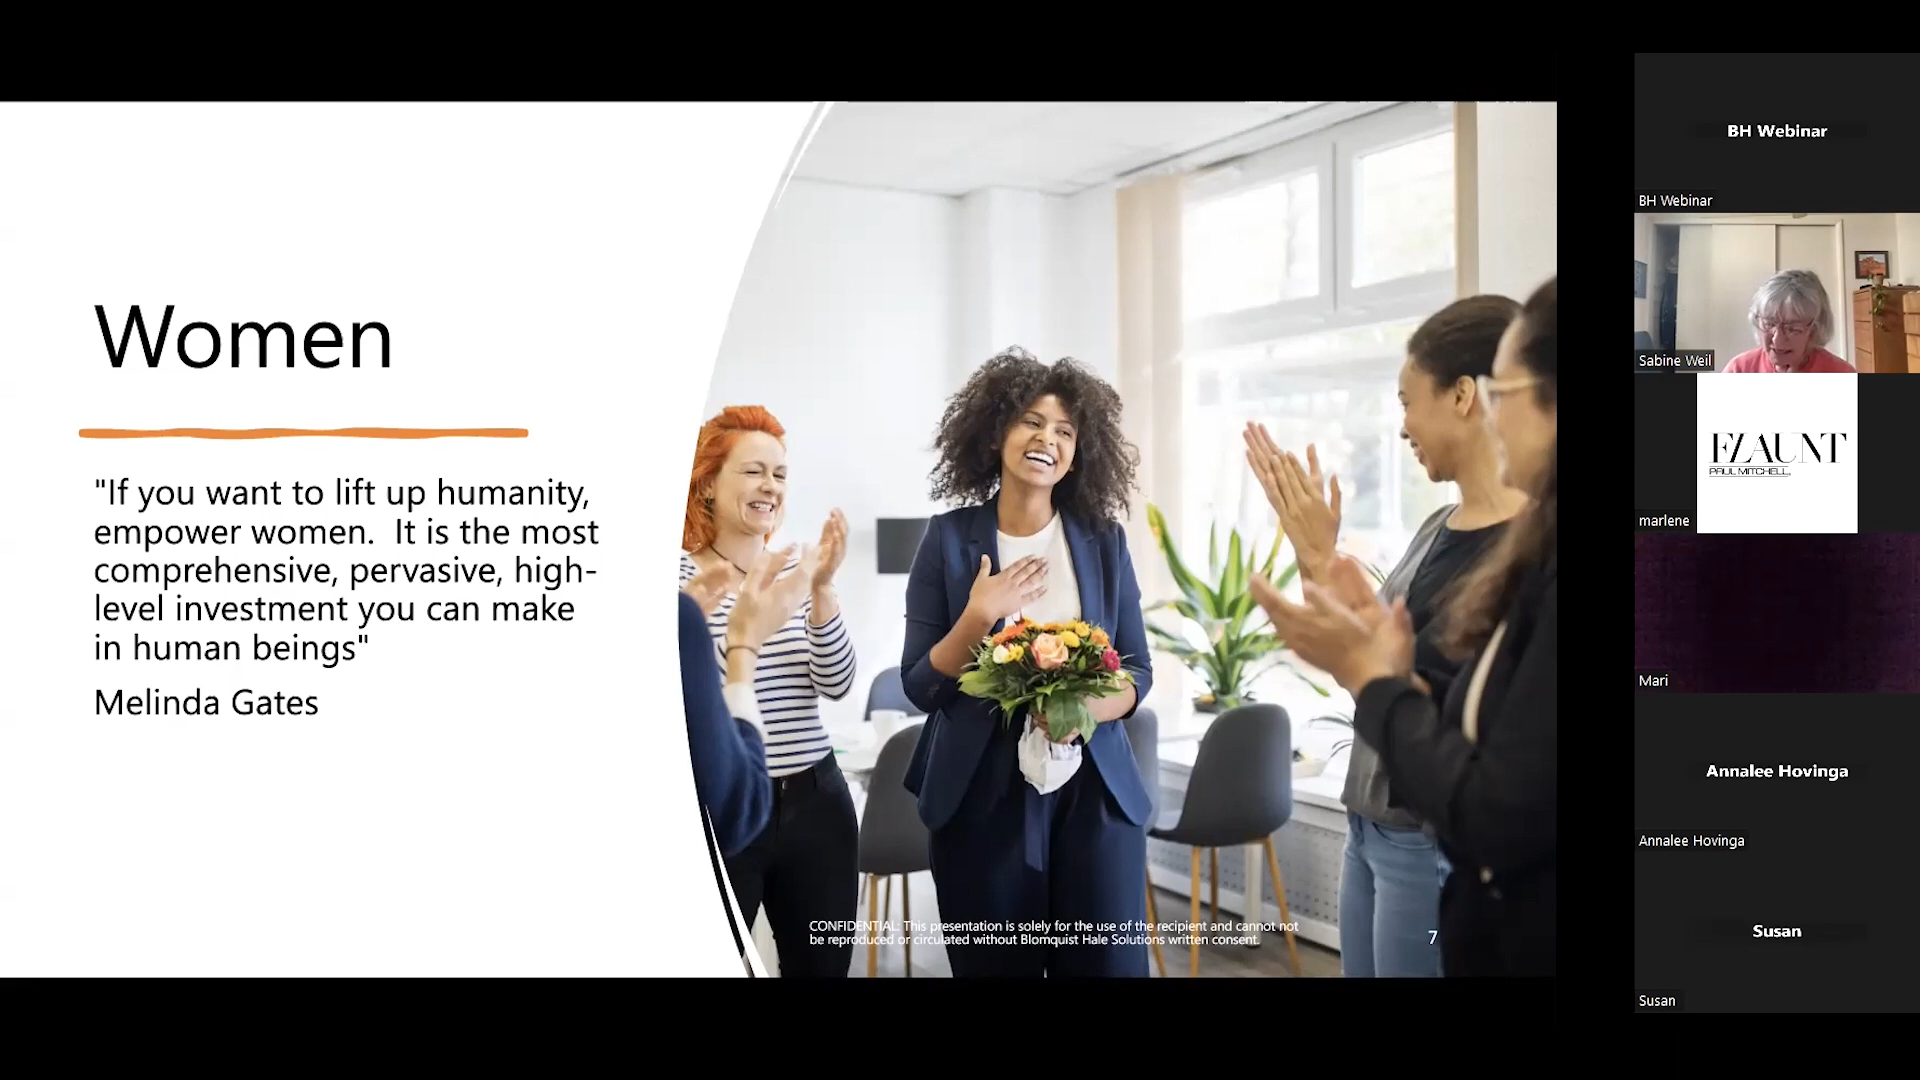 Women
"If you want to lift up humanity,
empower women.  It is the most
comprehensive, pervasive, high-
level investment you can make
in human beings"
Melinda Gates
CONFIDENTIAL: This presentation is solely for the use of the recipient and cannot not
be reproduced or circulated without Blomquist Hale Solutions written consent.
7
BH Webinar
BH Webinar
Sabine Weil
FLAUNT
PAUL MITCHELL
marlene
Mari
Annalee Hovinga
Annalee Hovinga
Susan
Susan